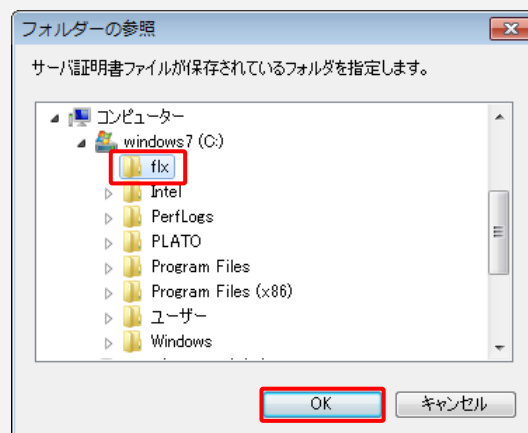 フォルダーの参照
サーバ証明書ファイルが保存されているフォルダを指定します。
コンピューター
windows7 (C:)
flx
Intel
PerfLogs
PLATO
Program Files
Program Files (x86)
ユーザー
Windows
OK
キャンセル